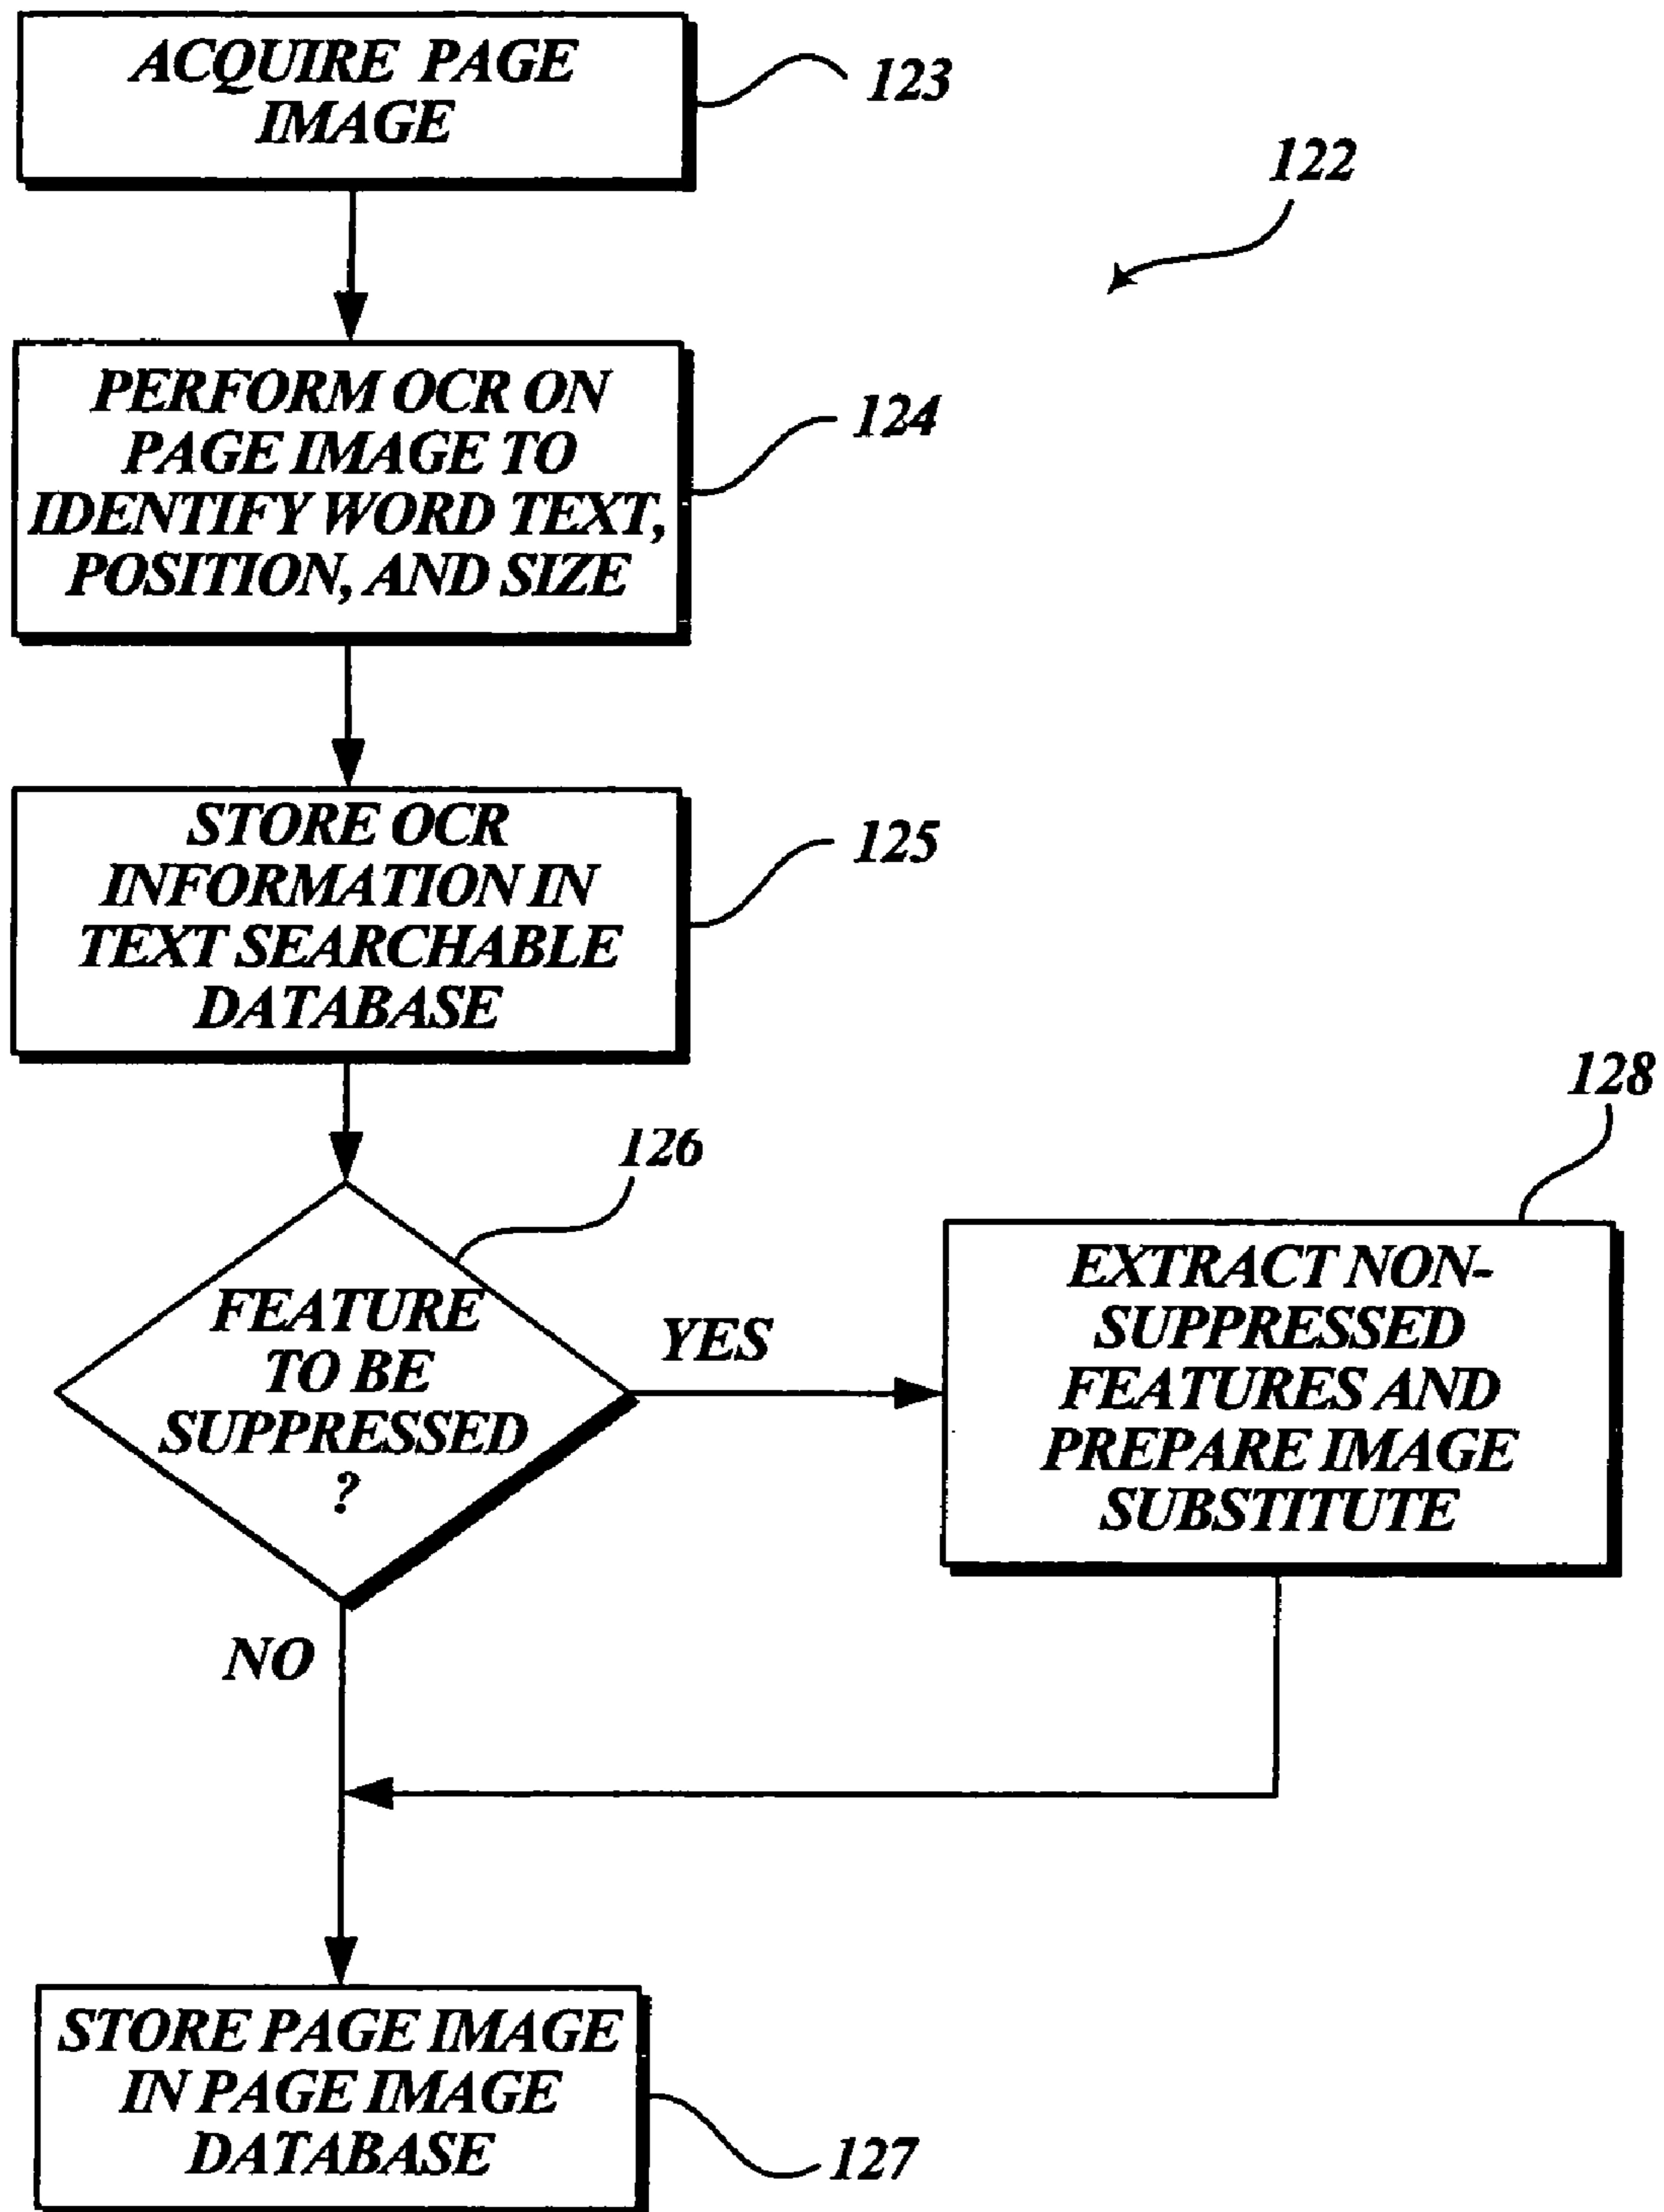 ACQUIRE PAGE
IMAGE
123
122
PERFORM OCR ON
PAGE IMAGE TO
IDENTIFY WORD TEXT,
POSITION, AND SIZE
124
STORE OCR
INFORMATION IN
TEXT SEARCHABLE
DATABASE
125
126
FEATURE
TO BE
SUPPRESSED
?
YES
NO
128
EXTRACT NON-
SUPPRESSED
FEATURES AND
PREPARE IMAGE
SUBSTITUTE
STORE PAGE IMAGE
IN PAGE IMAGE
DATABASE
127